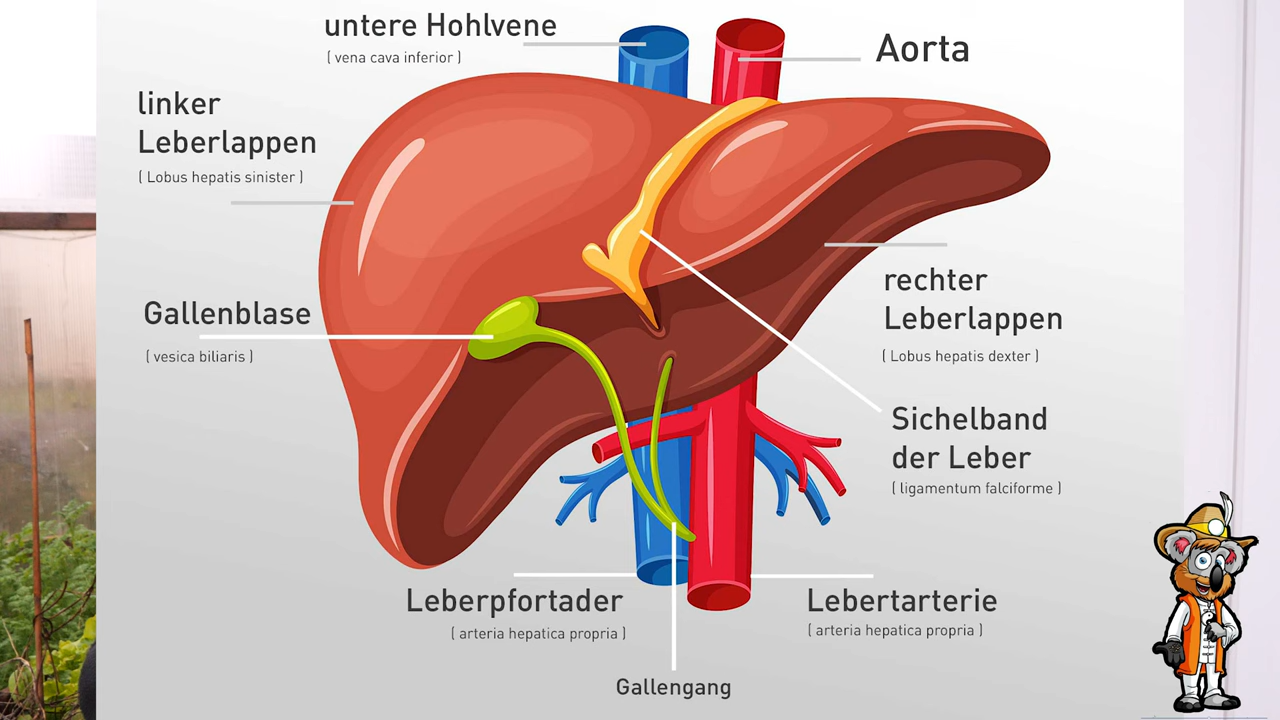 untere Hohlvene
( vena cava inferior )
Aorta
linker
Leberlappen
( Lobus hepatis sinister )
Gallenblase
( vesica biliaris )
rechter
Leberlappen
( Lobus hepatis dexter )
Sichelband
der Leber
( ligamentum falciforme )
Leberpfortader
( arteria hepatica propria )
Lebertarterie
( arteria hepatica propria )
Gallengang